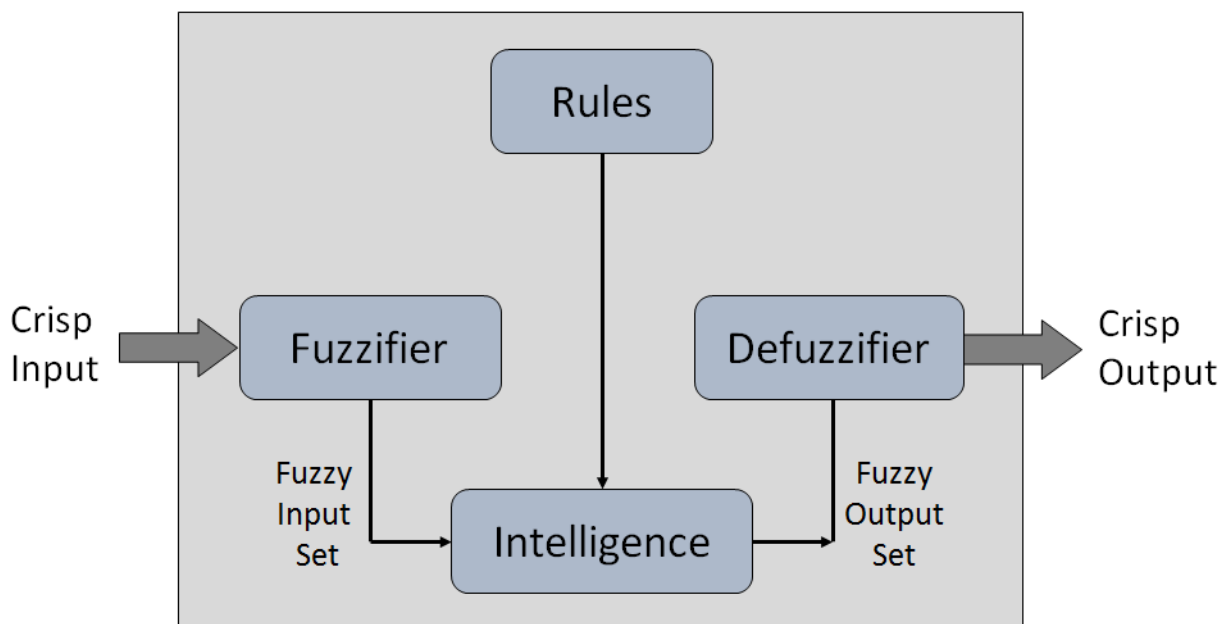 Rules
Crisp
Input
Fuzzifier
Defuzzifier
Crisp
Output
Fuzzy
Input
Set
Intelligence
Fuzzy
Output
Set